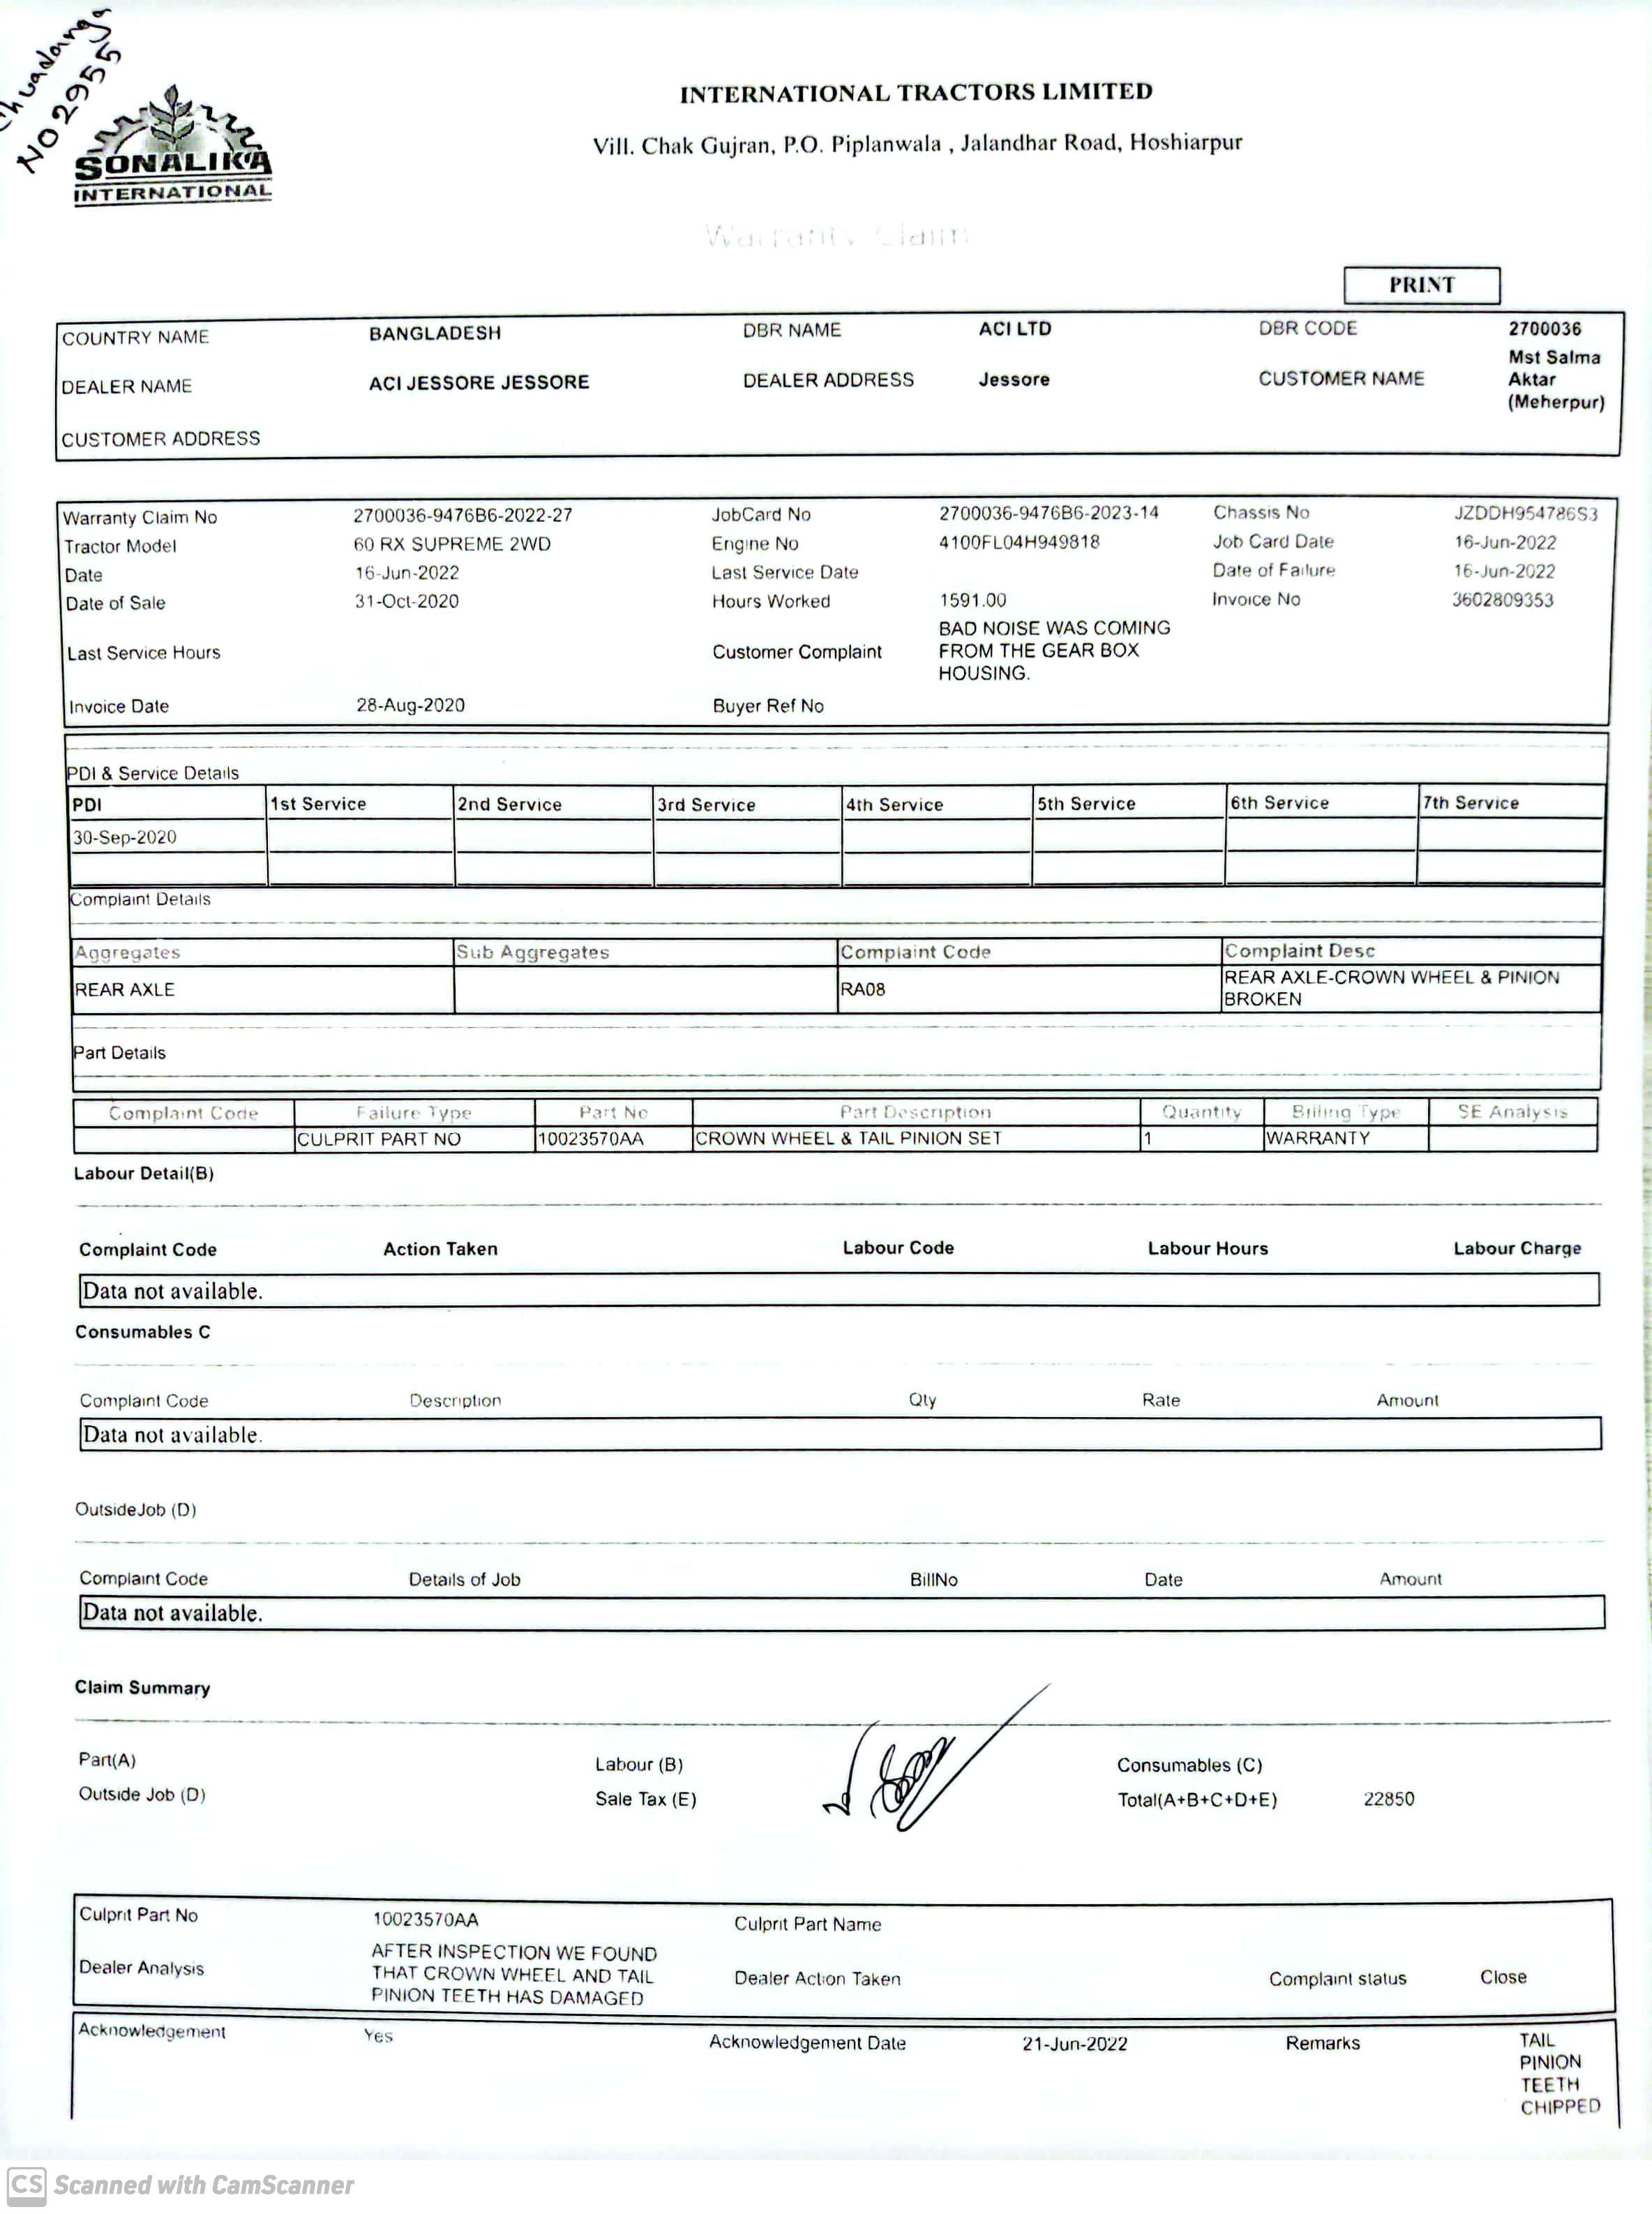 Chuadanga
NO 2955
SONALIKA
INTERNATIONAL
INTERNATIONAL TRACTORS LIMITED
Vill. Chak Gujran, P.O. Piplanwala , Jalandhar Road, Hoshiarpur
Warranty Claim
PRINT
COUNTRY NAME BANGLADESH DBR NAME ACI LTD DBR CODE 2700036
DEALER NAME ACI JESSORE JESSORE DEALER ADDRESS Jessore CUSTOMER NAME Mst Salma
Aktar
(Meherpur)
CUSTOMER ADDRESS
Warranty Claim No 2700036-9476B6-2022-27 JobCard No 2700036-9476B6-2023-14 Chassis No JZDDH954786S3
Tractor Model 60 RX SUPREME 2WD Engine No 4100FL04H949818 Job Card Date 16-Jun-2022
Date 16-Jun-2022 Last Service Date Date of Failure 16-Jun-2022
Date of Sale 31-Oct-2020 Hours Worked 1591.00 Invoice No 3602809353
Last Service Hours Customer Complaint BAD NOISE WAS COMING
FROM THE GEAR BOX
HOUSING.
Invoice Date 28-Aug-2020 Buyer Ref No
PDI & Service Details
PDI 1st Service 2nd Service 3rd Service 4th Service 5th Service 6th Service 7th Service
30-Sep-2020
Complaint Details
Aggregates Sub Aggregates Complaint Code Complaint Desc
REAR AXLE RA08 REAR AXLE-CROWN WHEEL & PINION
BROKEN
Part Details
Complaint Code Failure Type Part No Part Description Quantity Billing Type SE Analysis
CULPRIT PART NO 10023570AA CROWN WHEEL & TAIL PINION SET 1 WARRANTY
Labour Detail(B)
Complaint Code Action Taken Labour Code Labour Hours Labour Charge
Data not available.
Consumables C
Complaint Code Description Qty Rate Amount
Data not available.
OutsideJob (D)
Complaint Code Details of Job BillNo Date Amount
Data not available.
Claim Summary
Part(A) Labour (B) Consumables (C)
Outside Job (D) Sale Tax (E) Total(A+B+C+D+E) 22850
Culprit Part No 10023570AA Culprit Part Name
Dealer Analysis AFTER INSPECTION WE FOUND
THAT CROWN WHEEL AND TAIL
PINION TEETH HAS DAMAGED
Dealer Action Taken Complaint status Close
Acknowledgement Yes Acknowledgement Date 21-Jun-2022 Remarks TAIL
PINION
TEETH
CHIPPED
CS Scanned with CamScanner